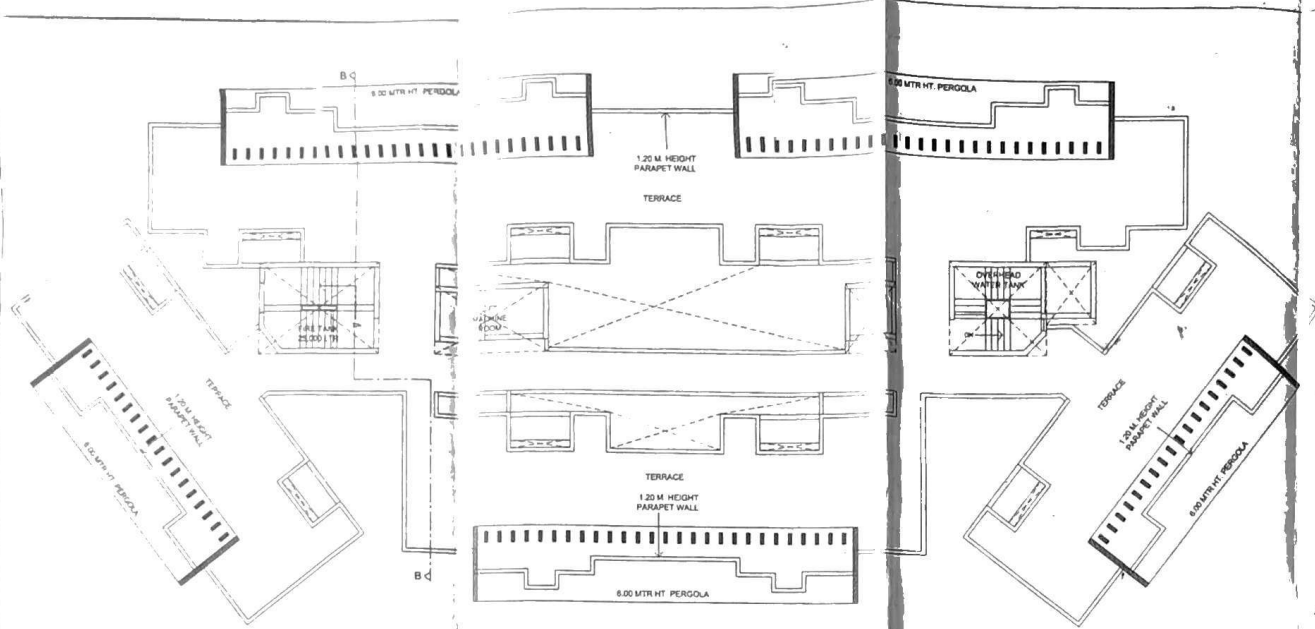 B
6.00 MTR HT. PERGOLA
6.00 MTR HT. PERGOLA
1.20 M. HEIGHT
PARAPET WALL
TERRACE
OVERHEAD
WATER TANK
MACHINE
ROOM
FIRE TANK
25,000 LTR
DN
TERRACE
1.20 M. HEIGHT
PARAPET WALL
6.00 MTR HT. PERGOLA
TERRACE
1.20 M. HEIGHT
PARAPET WALL
6.00 MTR HT. PERGOLA
TERRACE
1.20 M. HEIGHT
PARAPET WALL
B
6.00 MTR HT. PERGOLA